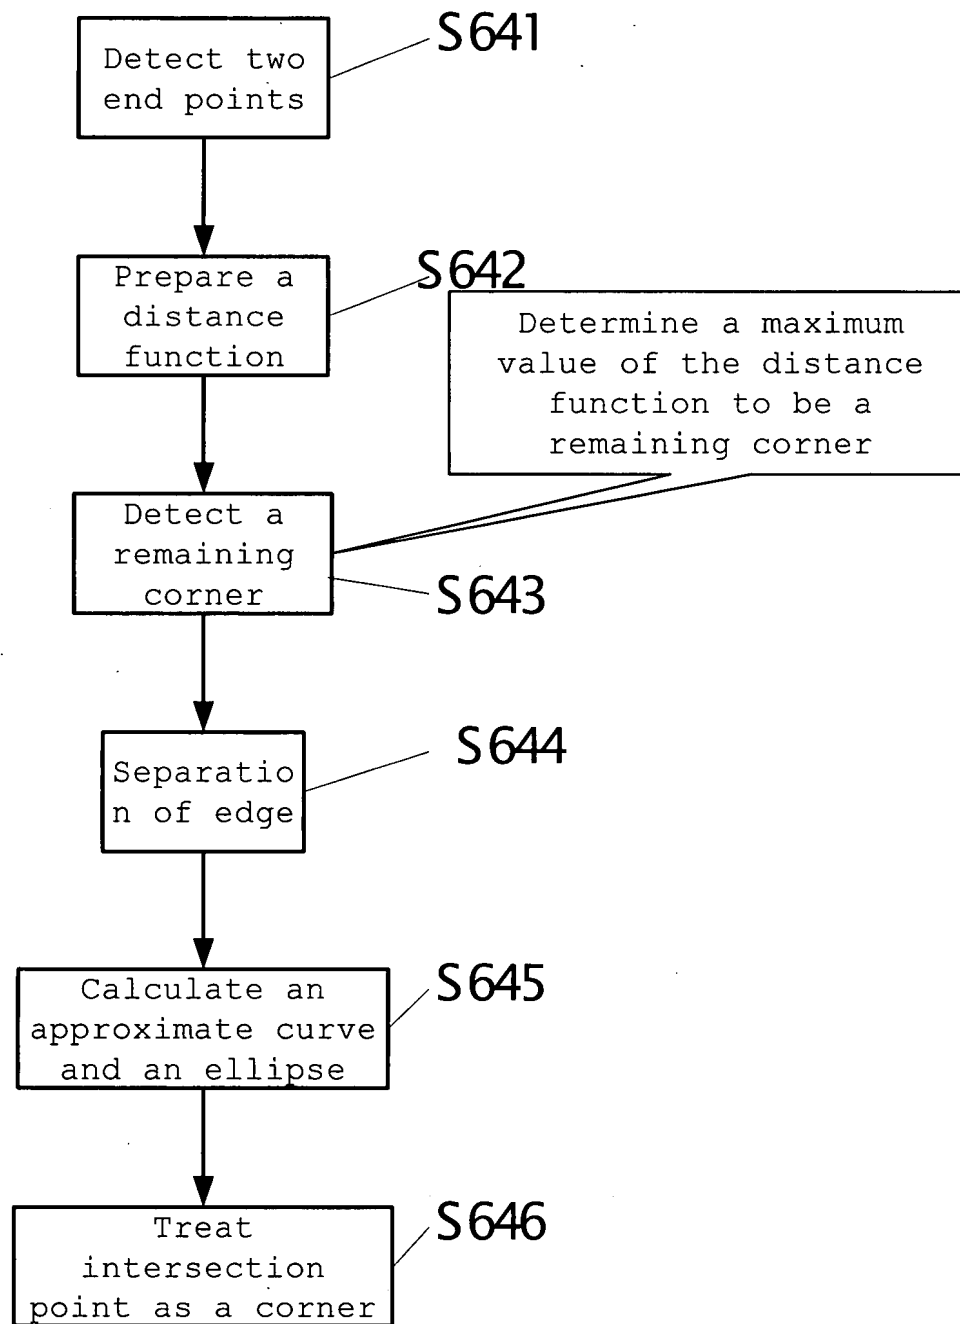 S641
Detect two
end points
S642
Prepare a
distance
function
Determine a maximum
value of the distance
function to be a
remaining corner
Detect a
remaining
corner
S643
S644
Separatio
n of edge
S645
Calculate an
approximate curve
and an ellipse
S646
Treat
intersection
point as a corner